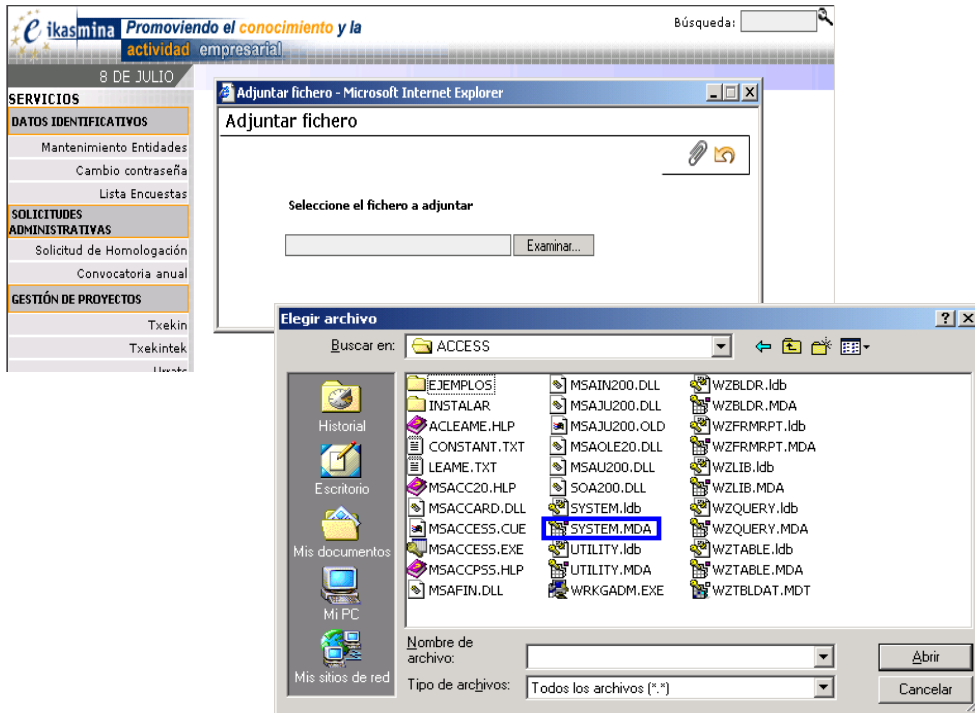 e ikasmina Promoviendo el conocimiento y la
actividad empresarial
Búsqueda:
8 DE JULIO
SERVICIOS
DATOS IDENTIFICATIVOS
Mantenimiento Entidades
Cambio contraseña
Lista Encuestas
SOLICITUDES
ADMINISTRATIVAS
Solicitud de Homologación
Convocatoria anual
GESTIÓN DE PROYECTOS
Txekin
Txekintek
Urrats
Adjuntar fichero - Microsoft Internet Explorer
Adjuntar fichero
Seleccione el fichero a adjuntar
Examinar...
Elegir archivo
Buscar en: ACCESS
Historial
Escritorio
Mis documentos
Mi PC
Mis sitios de red
EJEMPLOS
INSTALAR
ACLEAME.HLP
CONSTANT.TXT
LEAME.TXT
MSACC20.HLP
MSACCARD.DLL
MSACCESS.CUE
MSACCESS.EXE
MSACCPSS.HLP
MSAFIN.DLL
MSAIN200.DLL
MSAJU200.DLL
MSAJU200.OLD
MSAOLE20.DLL
MSAU200.DLL
SOA200.DLL
SYSTEM.ldb
SYSTEM.MDA
UTILITY.ldb
UTILITY.MDA
WRKGADM.EXE
WZBLDR.ldb
WZBLDR.MDA
WZFRMRPT.ldb
WZFRMRPT.MDA
WZLIB.ldb
WZLIB.MDA
WZQUERY.ldb
WZQUERY.MDA
WZTABLE.ldb
WZTABLE.MDA
WZTBLDAT.MDT
Nombre de
archivo:
Abrir
Tipo de archivos: Todos los archivos (*.*)
Cancelar